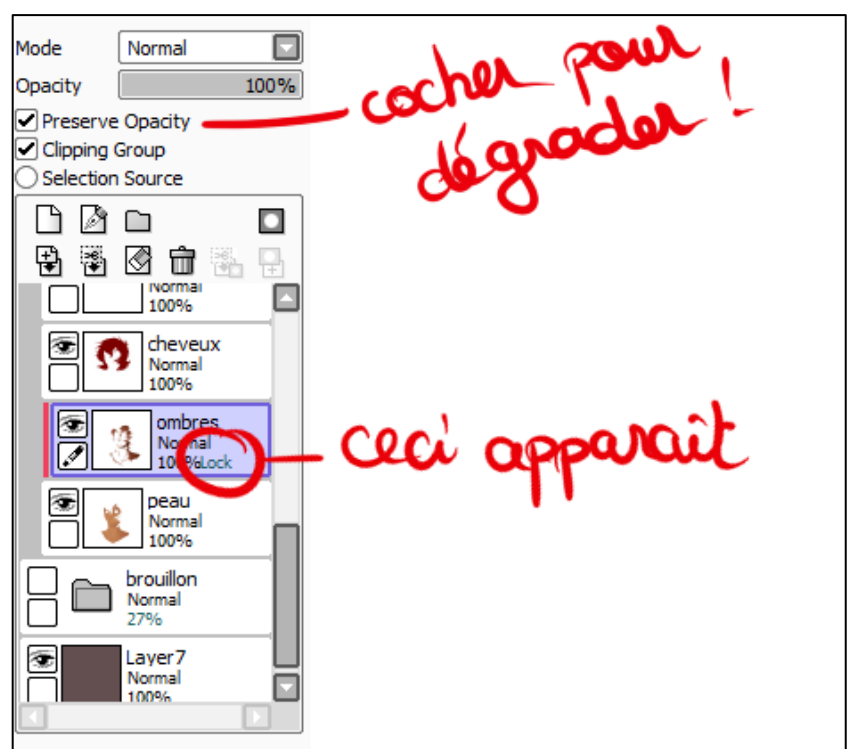 Mode Normal
Opacity 100%
Preserve Opacity
Clipping Group
Selection Source
cocher pour
dégrader !
Normal
100%
cheveux
Normal
100%
ombres
Normal
100%Lock
ceci apparaît
peau
Normal
100%
brouillon
Normal
27%
Layer7
Normal
100%